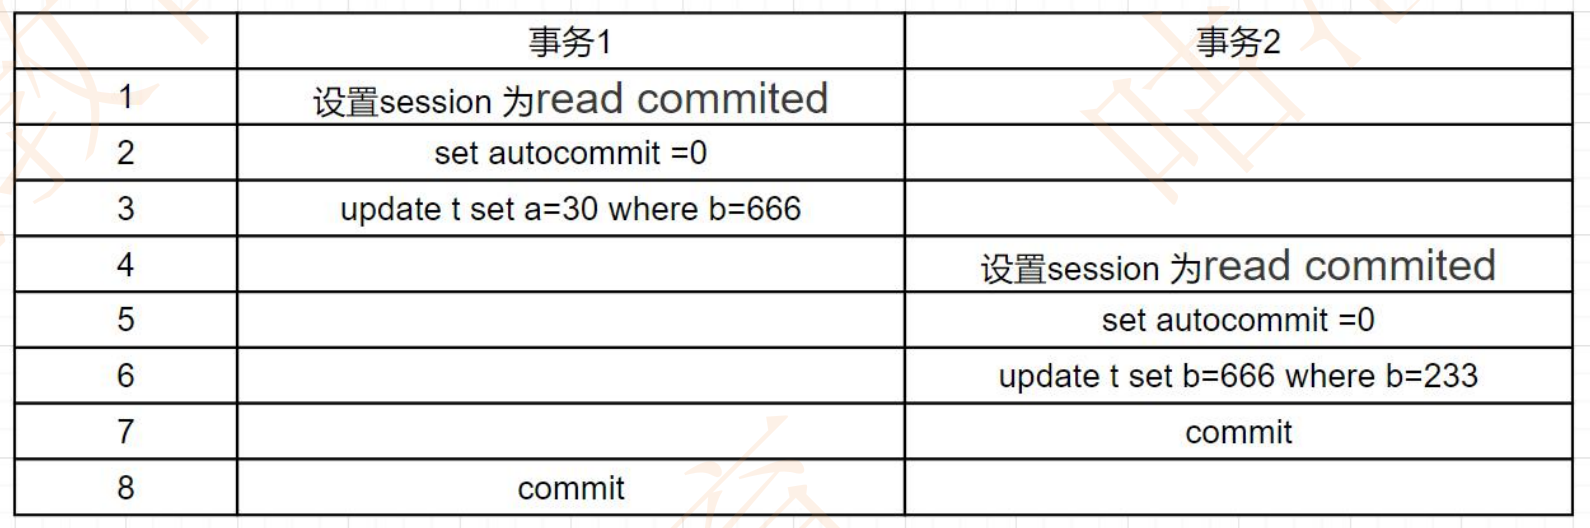 事务1 事务2
1 设置session 为read commited
2 set autocommit =0
3 update t set a=30 where b=666
4 设置session 为read commited
5 set autocommit =0
6 update t set b=666 where b=233
7 commit
8 commit